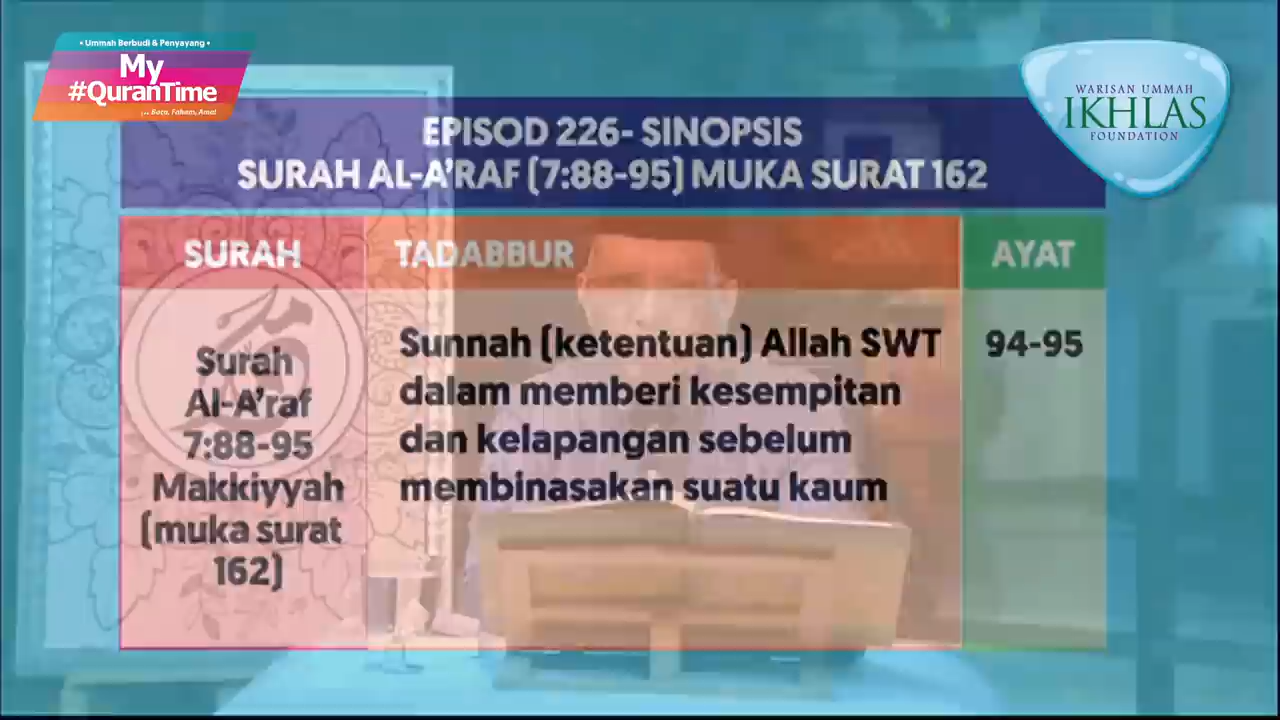 • Ummah Berbudi & Penyayang •
My
#QuranTime
... Baca, Faham, Amal
WARISAN UMMAH
IKHLAS
FOUNDATION
EPISOD 226- SINOPSIS
SURAH AL-A'RAF (7:88-95) MUKA SURAT 162
SURAH
TADABBUR
AYAT
Surah
Al-A'raf
7:88-95
Makkiyyah
(muka surat
162)
Sunnah (ketentuan) Allah SWT
dalam memberi kesempitan
dan kelapangan sebelum
membinasakan suatu kaum
94-95